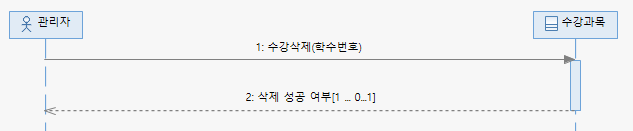 관리자
수강과목
1: 수강삭제(학수번호)
2: 삭제 성공 여부[1 ... 0...1]